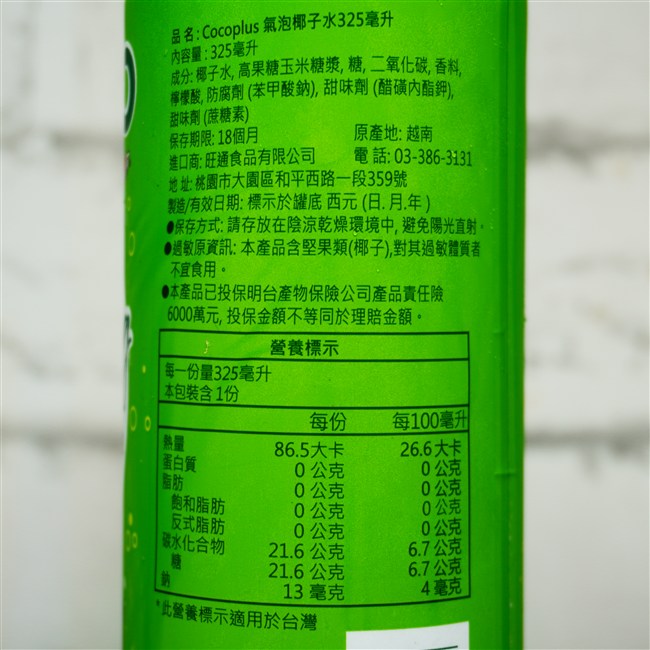 品名: Cocoplus 氣泡椰子水325毫升
內容量: 325毫升
成分: 椰子水, 高果糖玉米糖漿, 糖, 二氧化碳, 香料,
檸檬酸, 防腐劑 (苯甲酸鈉), 甜味劑 (醋磺內酯鉀),
甜味劑 (蔗糖素)
保存期限: 18個月 原產地: 越南
進口商: 旺通食品有限公司 電話: 03-386-3131
地址: 桃園市大園區和平西路一段359號
製造/有效日期: 標示於罐底 西元 (日.月.年)
●保存方式: 請存放在陰涼乾燥環境中, 避免陽光直射。
●過敏原資訊: 本產品含堅果類(椰子),對其過敏體質者
不宜食用。
●本產品已投保明台產物保險公司產品責任險
6000萬元, 投保金額不等同於理賠金額。
營養標示
每一份量325毫升
本包裝含 1份
每份 每100毫升
熱量 86.5大卡 26.6大卡
蛋白質 0 公克 0 公克
脂肪 0 公克 0 公克
飽和脂肪 0 公克 0 公克
反式脂肪 0 公克 0 公克
碳水化合物 21.6 公克 6.7 公克
糖 21.6 公克 6.7 公克
鈉 13 毫克 4 毫克
*此營養標示適用於台灣